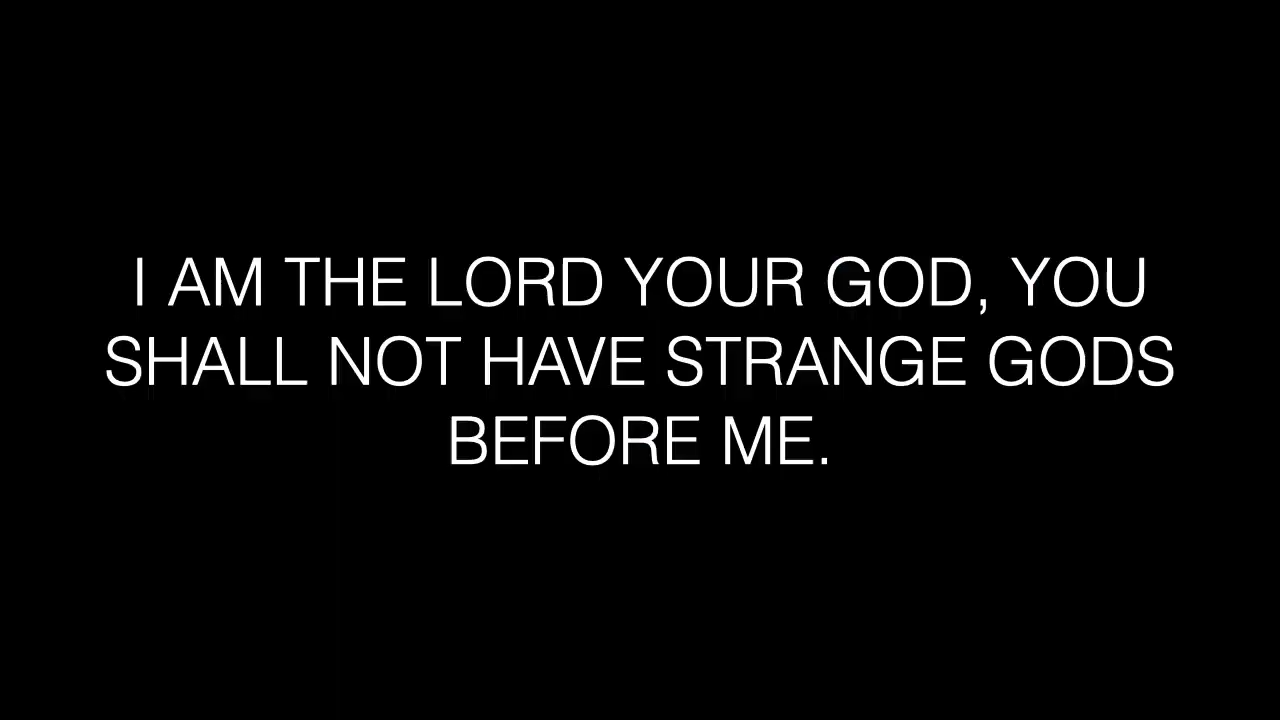 I AM THE LORD YOUR GOD, YOU
SHALL NOT HAVE STRANGE GODS
BEFORE ME.